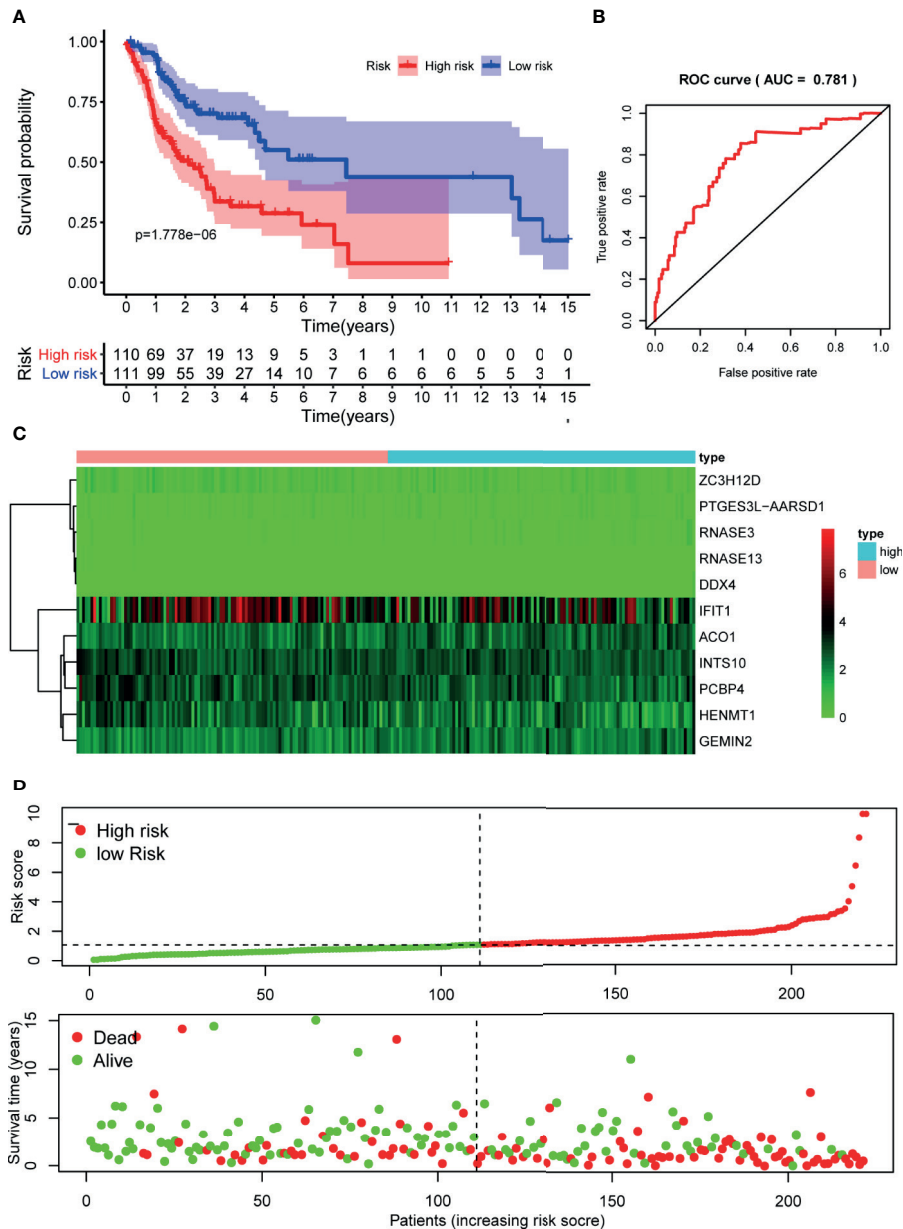 A
Survival probability
1.00
0.75
0.50
0.25
0.00
Risk High risk Low risk
p=1.778e-06
0 1 2 3 4 5 6 7 8 9 10 11 12 13 14 15
Time(years)
Risk
High risk 110 69 37 19 13 9 5 3 1 1 1 0 0 0 0 0
Low risk 111 99 55 39 27 14 10 7 6 6 6 6 5 5 3 1
0 1 2 3 4 5 6 7 8 9 10 11 12 13 14 15
Time(years)
B
ROC curve ( AUC = 0.781 )
True positive rate
1.0
0.8
0.6
0.4
0.2
0.0
0.0 0.2 0.4 0.6 0.8 1.0
False positive rate
C
type
ZC3H12D
PTGES3L-AARSD1
RNASE3
RNASE13
DDX4
IFIT1
ACO1
INTS10
PCBP4
HENMT1
GEMIN2
6
4
2
0
type
high
low
D
Risk score
10
8
6
4
2
0
High risk
low Risk
0 50 100 150 200
Survival time (years)
15
10
5
0
Dead
Alive
0 50 100 150 200
Patients (increasing risk socre)